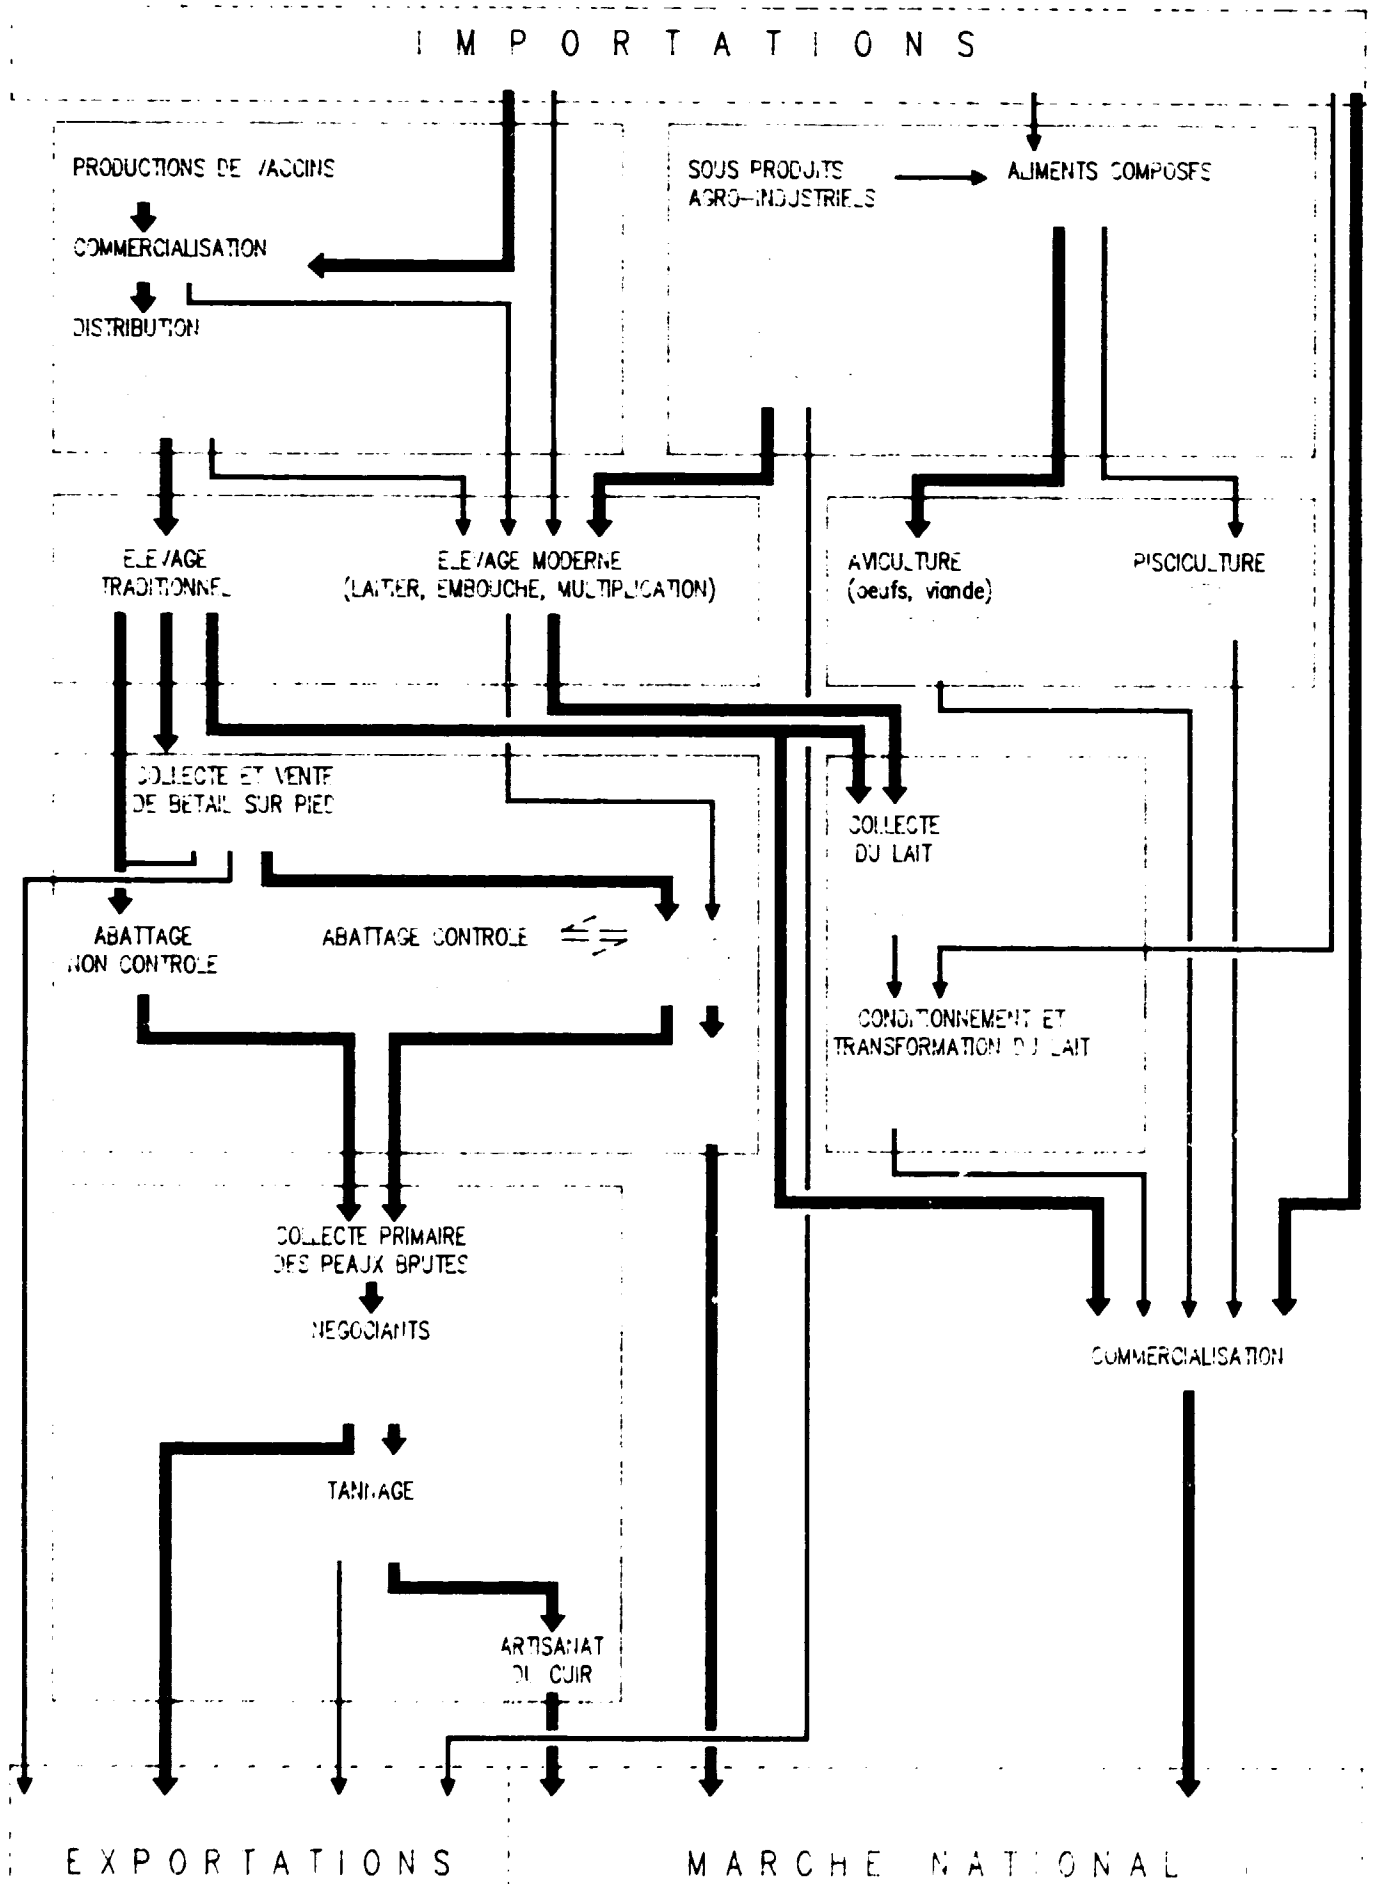 IMPORTATIONS
PRODUCTIONS DE VACCINS
COMMERCIALISATION
DISTRIBUTION
SOUS PRODUITS
AGRO-INDUSTRIELS
ALIMENTS COMPOSES
ELEVAGE
TRADITIONNEL
ELEVAGE MODERNE
(LAITIER, EMBOUCHE, MULTIPLICATION)
AVICULTURE
(oeufs, viande)
PISCICULTURE
COLLECTE ET VENTE
DE BETAIL SUR PIED
COLLECTE
DU LAIT
ABATTAGE
NON CONTROLE
ABATTAGE CONTROLE
CONDITIONNEMENT ET
TRANSFORMATION DU LAIT
COLLECTE PRIMAIRE
DES PEAUX BRUTES
NEGOCIANTS
COMMERCIALISATION
TANNAGE
ARTISANAT
DU CUIR
EXPORTATIONS
MARCHE NATIONAL